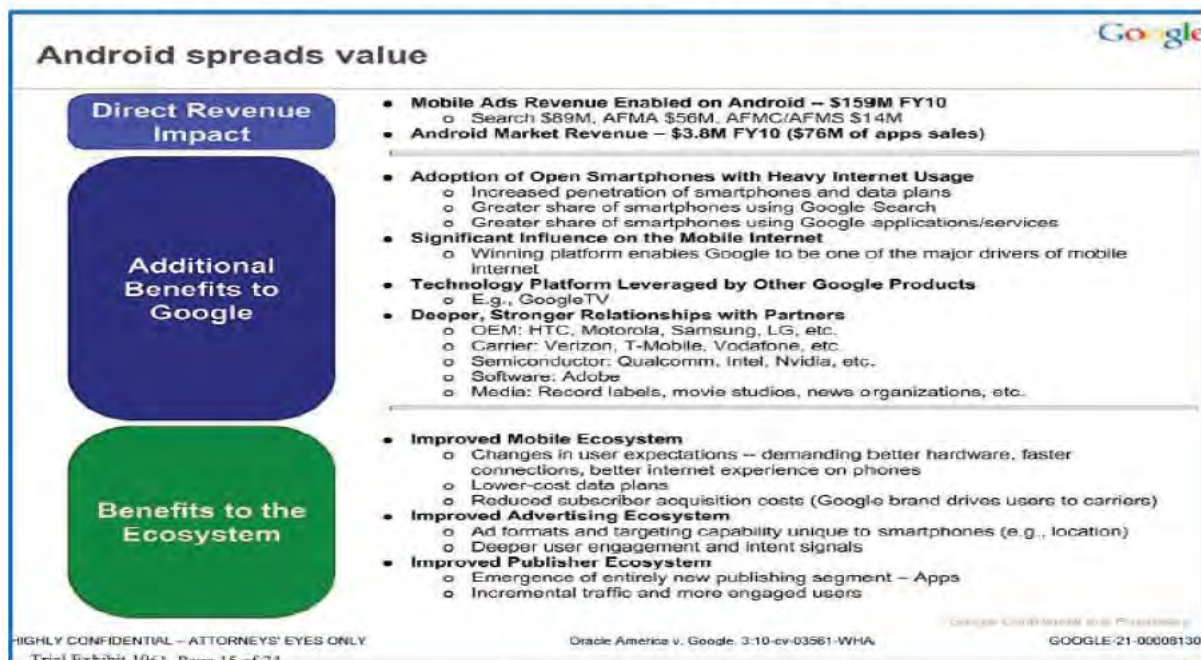 Google
Android spreads value
Direct Revenue
Impact
• Mobile Ads Revenue Enabled on Android -- $159M FY10
o Search $89M, AFMA $56M, AFMC/AFMS $14M
• Android Market Revenue – $3.8M FY10 ($76M of apps sales)
Additional
Benefits to
Google
• Adoption of Open Smartphones with Heavy Internet Usage
o Increased penetration of smartphones and data plans
o Greater share of smartphones using Google Search
o Greater share of smartphones using Google applications/services
• Significant Influence on the Mobile Internet
o Winning platform enables Google to be one of the major drivers of mobile
internet
• Technology Platform Leveraged by Other Google Products
o E.g., GoogleTV
• Deeper, Stronger Relationships with Partners
o OEM: HTC, Motorola, Samsung, LG, etc.
o Carrier: Verizon, T-Mobile, Vodafone, etc
o Semiconductor: Qualcomm, Intel, Nvidia, etc.
o Software: Adobe
o Media: Record labels, movie studios, news organizations, etc.
Benefits to the
Ecosystem
• Improved Mobile Ecosystem
o Changes in user expectations -- demanding better hardware, faster
connections, better internet experience on phones
o Lower-cost data plans
o Reduced subscriber acquisition costs (Google brand drives users to carriers)
• Improved Advertising Ecosystem
o Ad formats and targeting capability unique to smartphones (e.g., location)
o Deeper user engagement and intent signals
• Improved Publisher Ecosystem
o Emergence of entirely new publishing segment – Apps
o Incremental traffic and more engaged users
Google Confidential and Proprietary
HIGHLY CONFIDENTIAL – ATTORNEYS' EYES ONLY
Oracle America v. Google, 3:10-cv-03561-WHA
GOOGLE-21-00008130
Trial Exhibit 1061, Page 15 of 24